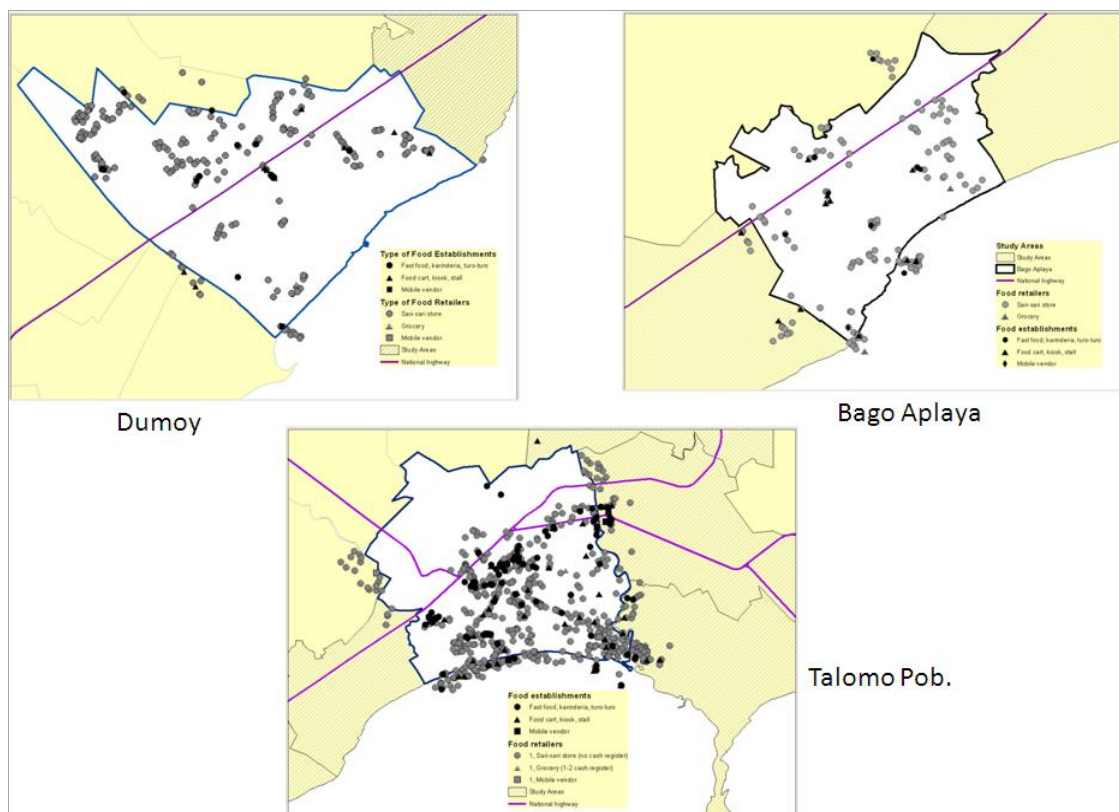 Type of Food Establishments
Fast food, karinderia, turo-turo
Food cart, kiosk, stall
Mobile vendor
Type of Food Retailers
Sari-sari store
Grocery
Mobile vendor
Study Areas
National highway
Dumoy
Study Areas
Study Areas
Bago Aplaya
National highway
Food retailers
Sari-sari store
Grocery
Food establishments
Fast food, karinderia, turo-turo
Food cart, kiosk, stall
Mobile vendor
Bago Aplaya
Food establishments
Fast food, karinderia, turo-turo
Food cart, kiosk, stall
Mobile vendor
Food retailers
1, Sari-sari store (no cash register)
1, Grocery (1-2 cash register)
1, Mobile vendor
Study Areas
National highway
Talomo Pob.